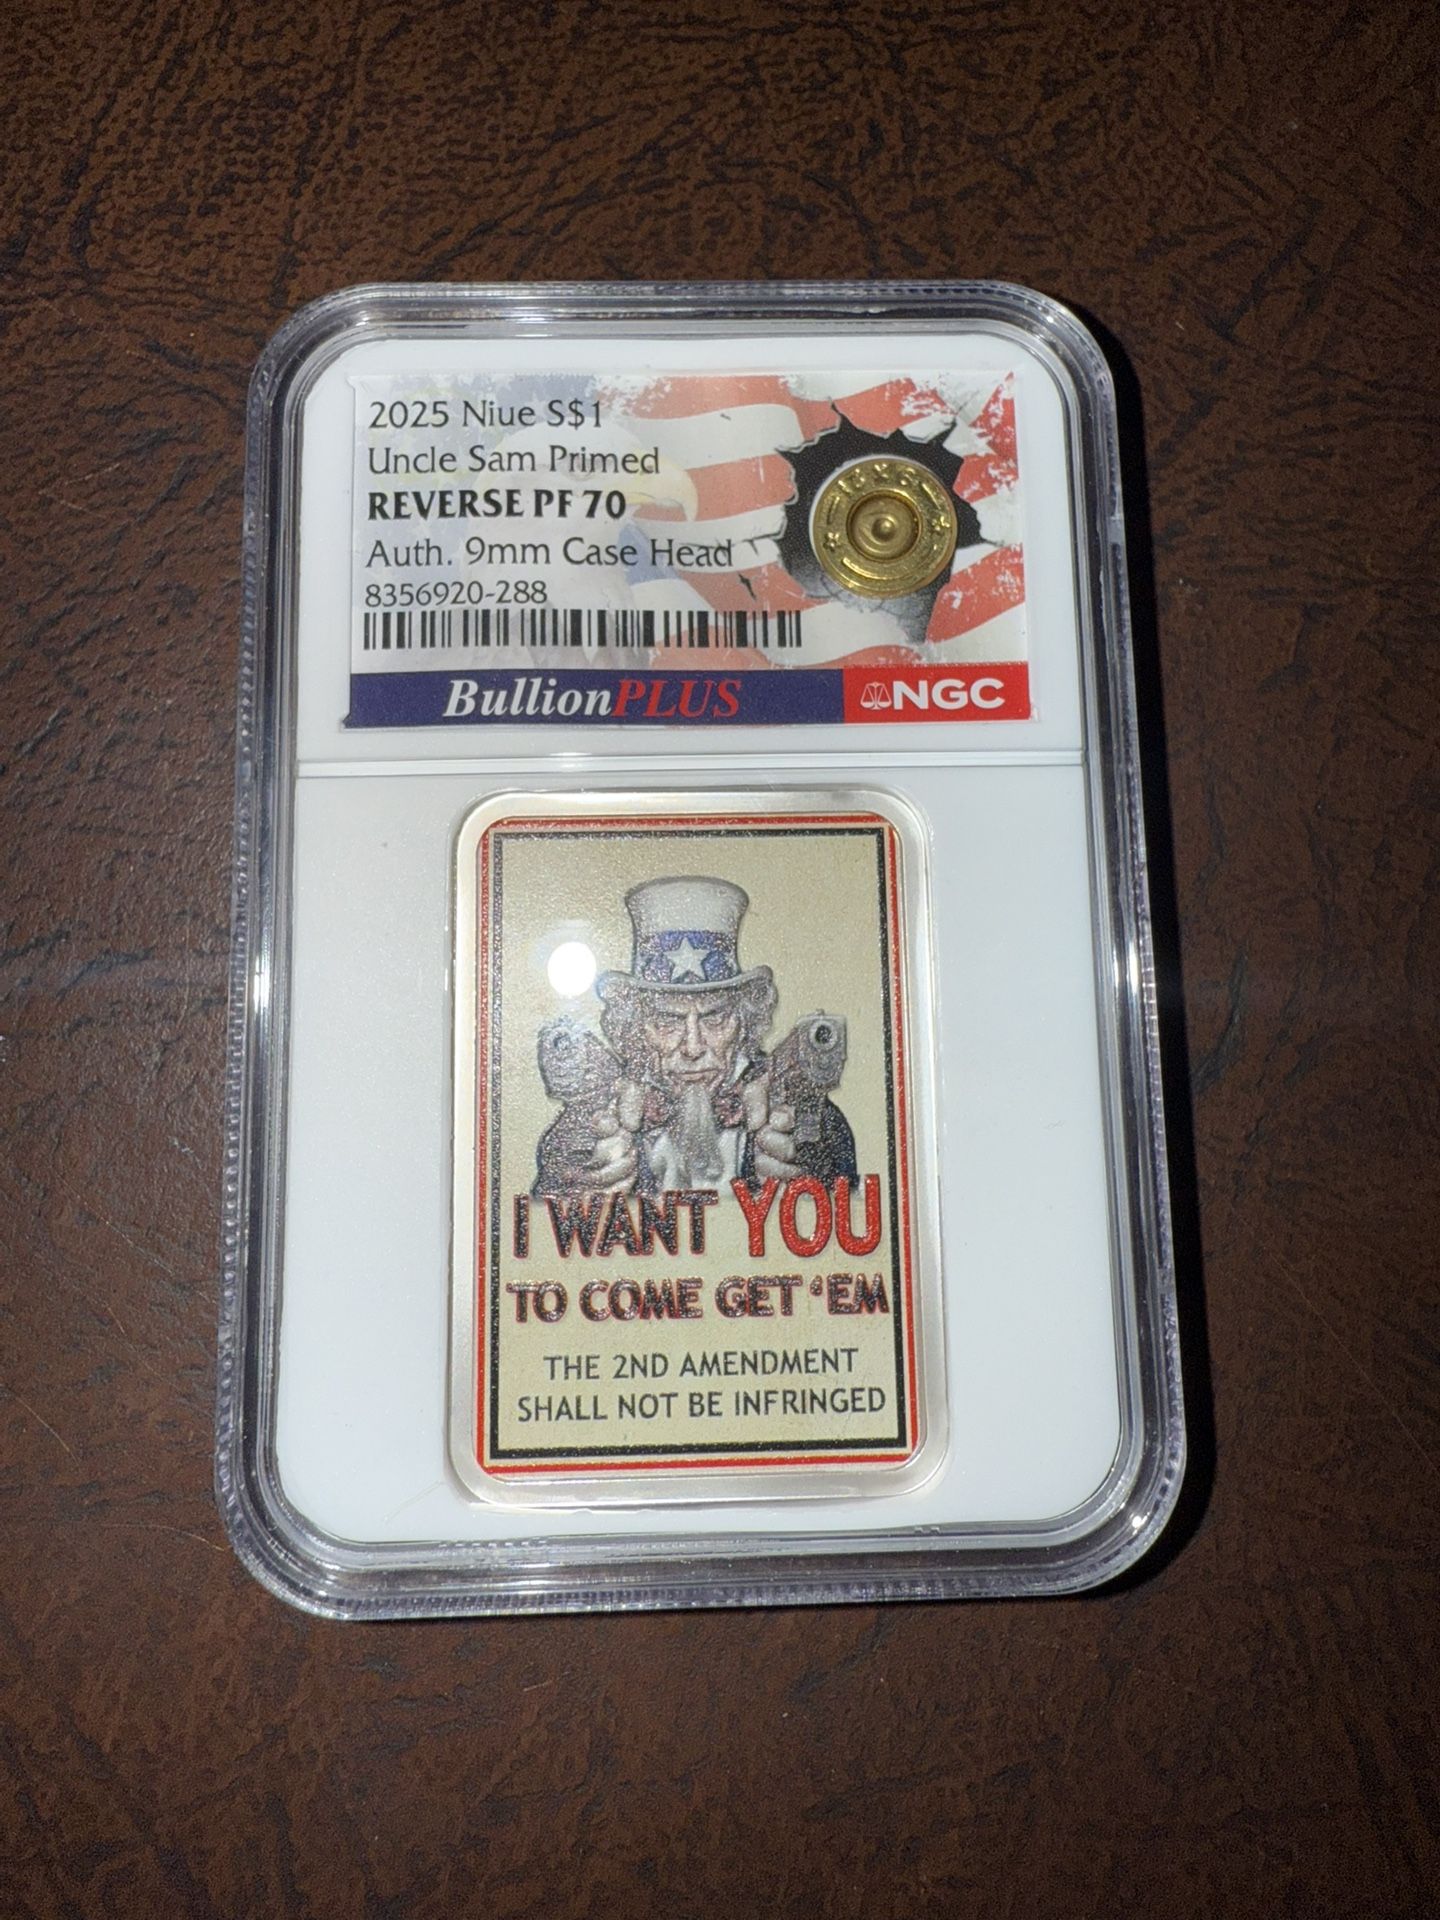 2025 Niue S$1
Uncle Sam Primed
REVERSE PF 70
Auth. 9mm Case Head
8356920-288
BullionPLUS
NGC
I WANT YOU
TO COME GET 'EM
THE 2ND AMENDMENT
SHALL NOT BE INFRINGED